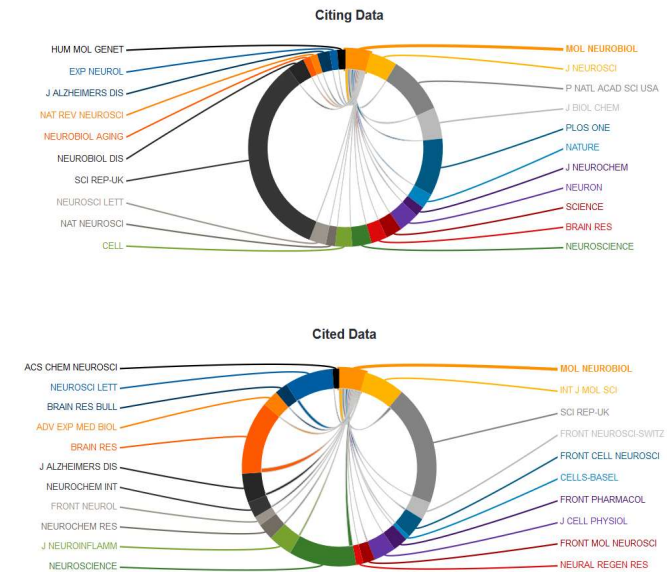 Citing Data
HUM MOL GENET
EXP NEUROL
J ALZHEIMERS DIS
NAT REV NEUROSCI
NEUROBIOL AGING
NEUROBIOL DIS
SCI REP-UK
NEUROSCI LETT
NAT NEUROSCI
CELL
MOL NEUROBIOL
J NEUROSCI
P NATL ACAD SCI USA
J BIOL CHEM
PLOS ONE
NATURE
J NEUROCHEM
NEURON
SCIENCE
BRAIN RES
NEUROSCIENCE
Cited Data
ACS CHEM NEUROSCI
NEUROSCI LETT
BRAIN RES BULL
ADV EXP MED BIOL
BRAIN RES
J ALZHEIMERS DIS
NEUROCHEM INT
FRONT NEUROL
NEUROCHEM RES
J NEUROINFLAMM
NEUROSCIENCE
MOL NEUROBIOL
INT J MOL SCI
SCI REP-UK
FRONT NEUROSCI-SWITZ
FRONT CELL NEUROSCI
CELLS-BASEL
FRONT PHARMACOL
J CELL PHYSIOL
FRONT MOL NEUROSCI
NEURAL REGEN RES